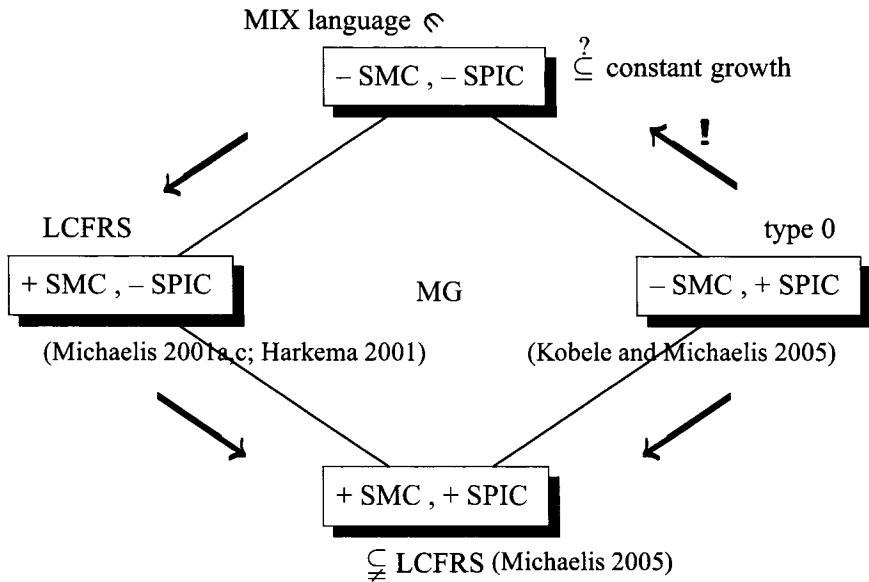 MIX language ∈
– SMC , – SPIC
?
⊆ constant growth
!
LCFRS
type 0
+ SMC , – SPIC
MG
– SMC , + SPIC
(Michaelis 2001a,c; Harkema 2001)
(Kobele and Michaelis 2005)
+ SMC , + SPIC
⊊ LCFRS (Michaelis 2005)